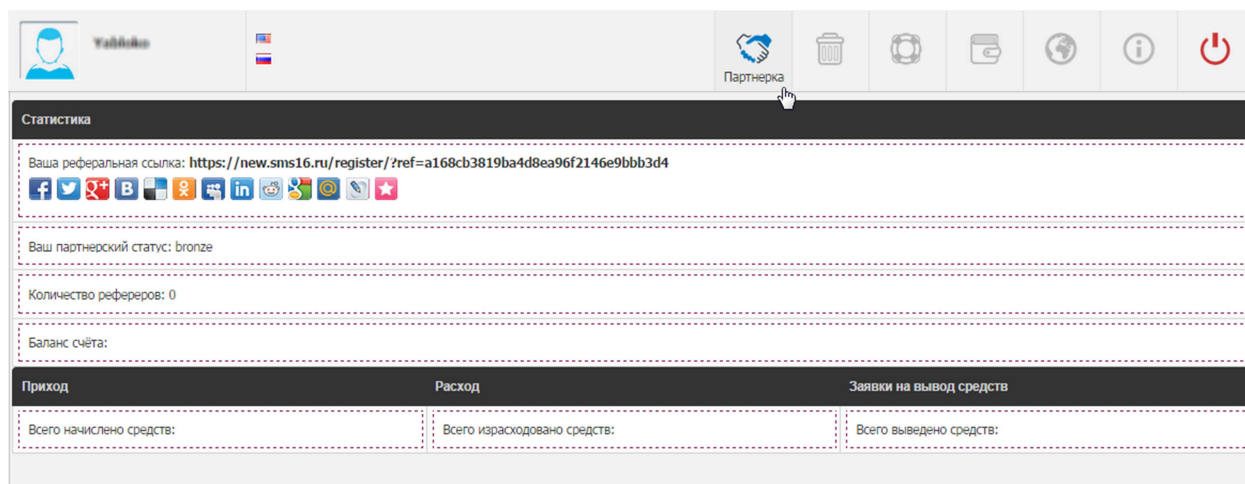 Партнерка
Статистика
Ваша реферальная ссылка: https://new.sms16.ru/register/?ref=a168cb3819ba4d8ea96f2146e9bbb3d4
Ваш партнерский статус: bronze
Количество рефереров: 0
Баланс счёта:
Приход Расход Заявки на вывод средств
Всего начислено средств: Всего израсходовано средств: Всего выведено средств: